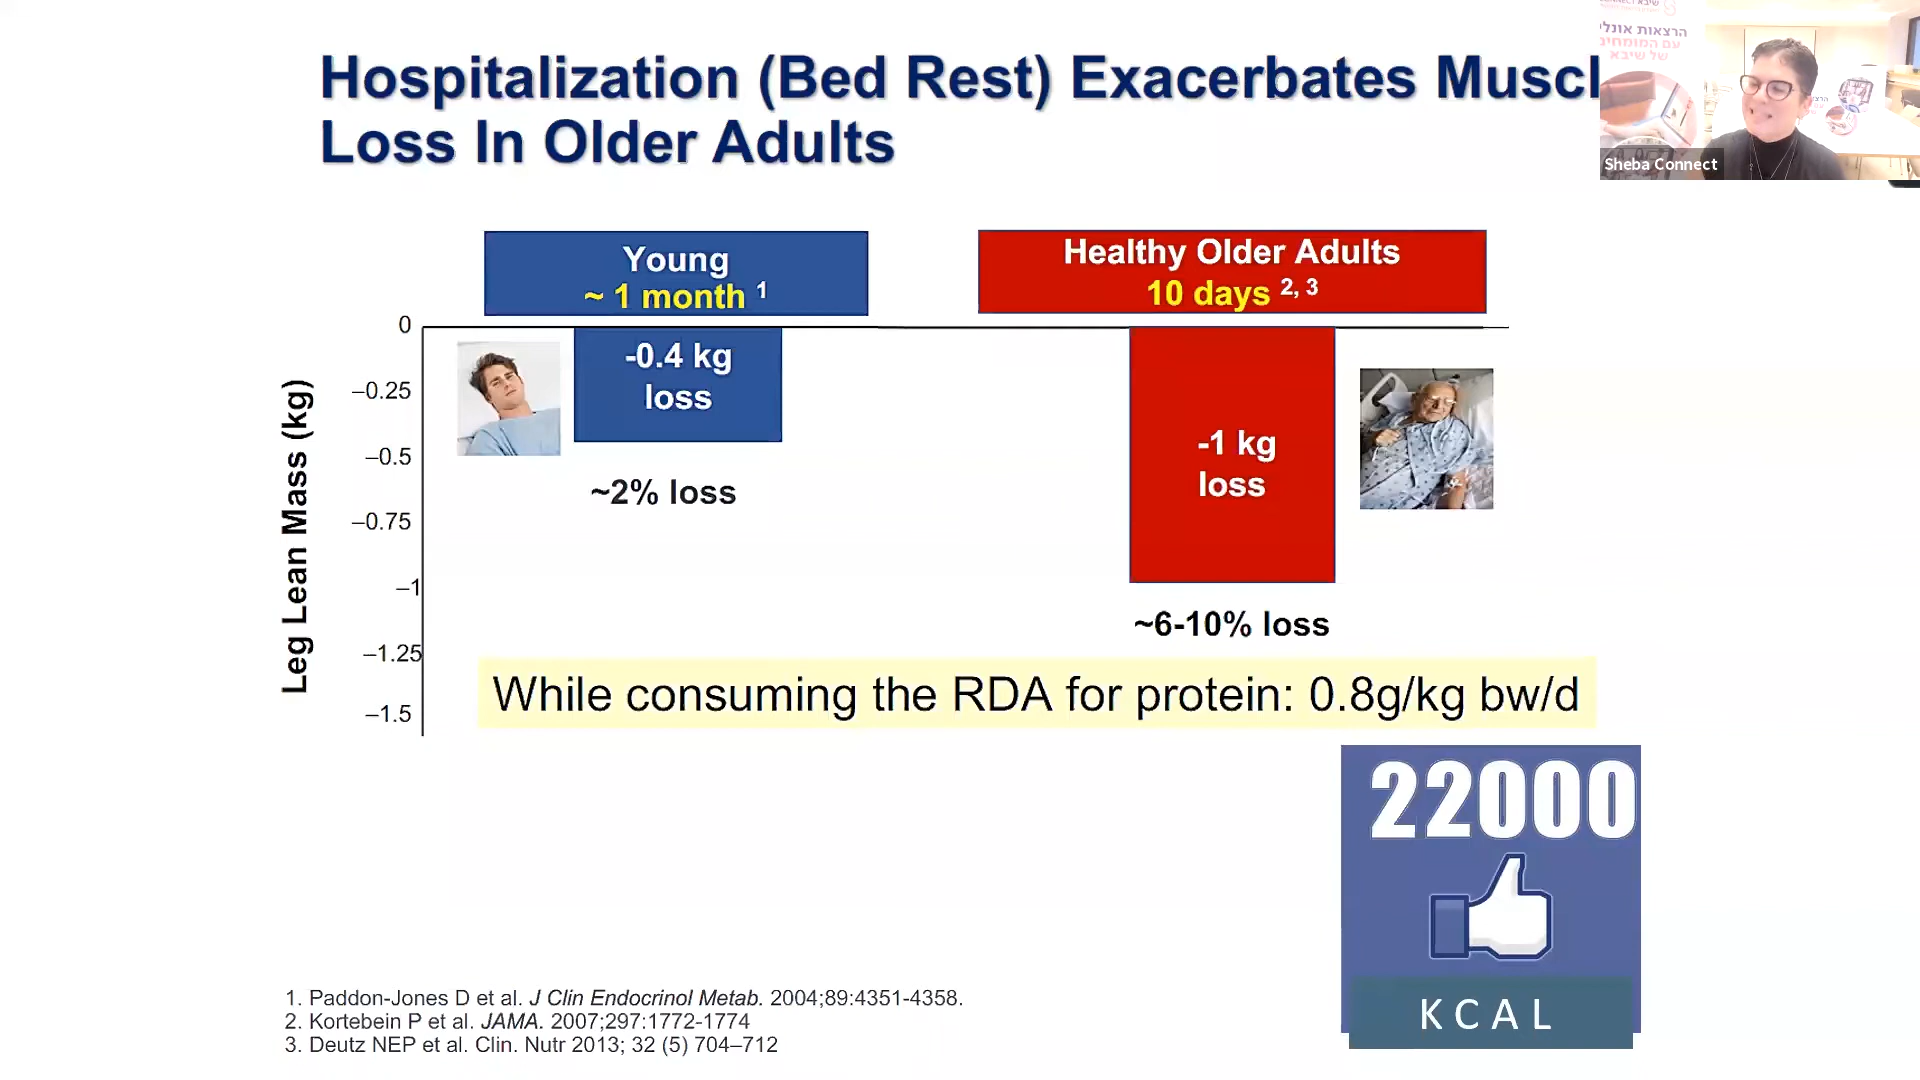 Hospitalization (Bed Rest) Exacerbates Muscl
Loss In Older Adults
הרצאות אונלי
עם המומחים
של שיבא
Sheba Connect
Young
~ 1 month 1
Healthy Older Adults
10 days 2, 3
Leg Lean Mass (kg)
0
–0.25
–0.5
–0.75
–1
–1.25
–1.5
-0.4 kg
loss
~2% loss
-1 kg
loss
~6-10% loss
While consuming the RDA for protein: 0.8g/kg bw/d
22000
KCAL
1. Paddon-Jones D et al. J Clin Endocrinol Metab. 2004;89:4351-4358.
2. Kortebein P et al. JAMA. 2007;297:1772-1774
3. Deutz NEP et al. Clin. Nutr 2013; 32 (5) 704–712